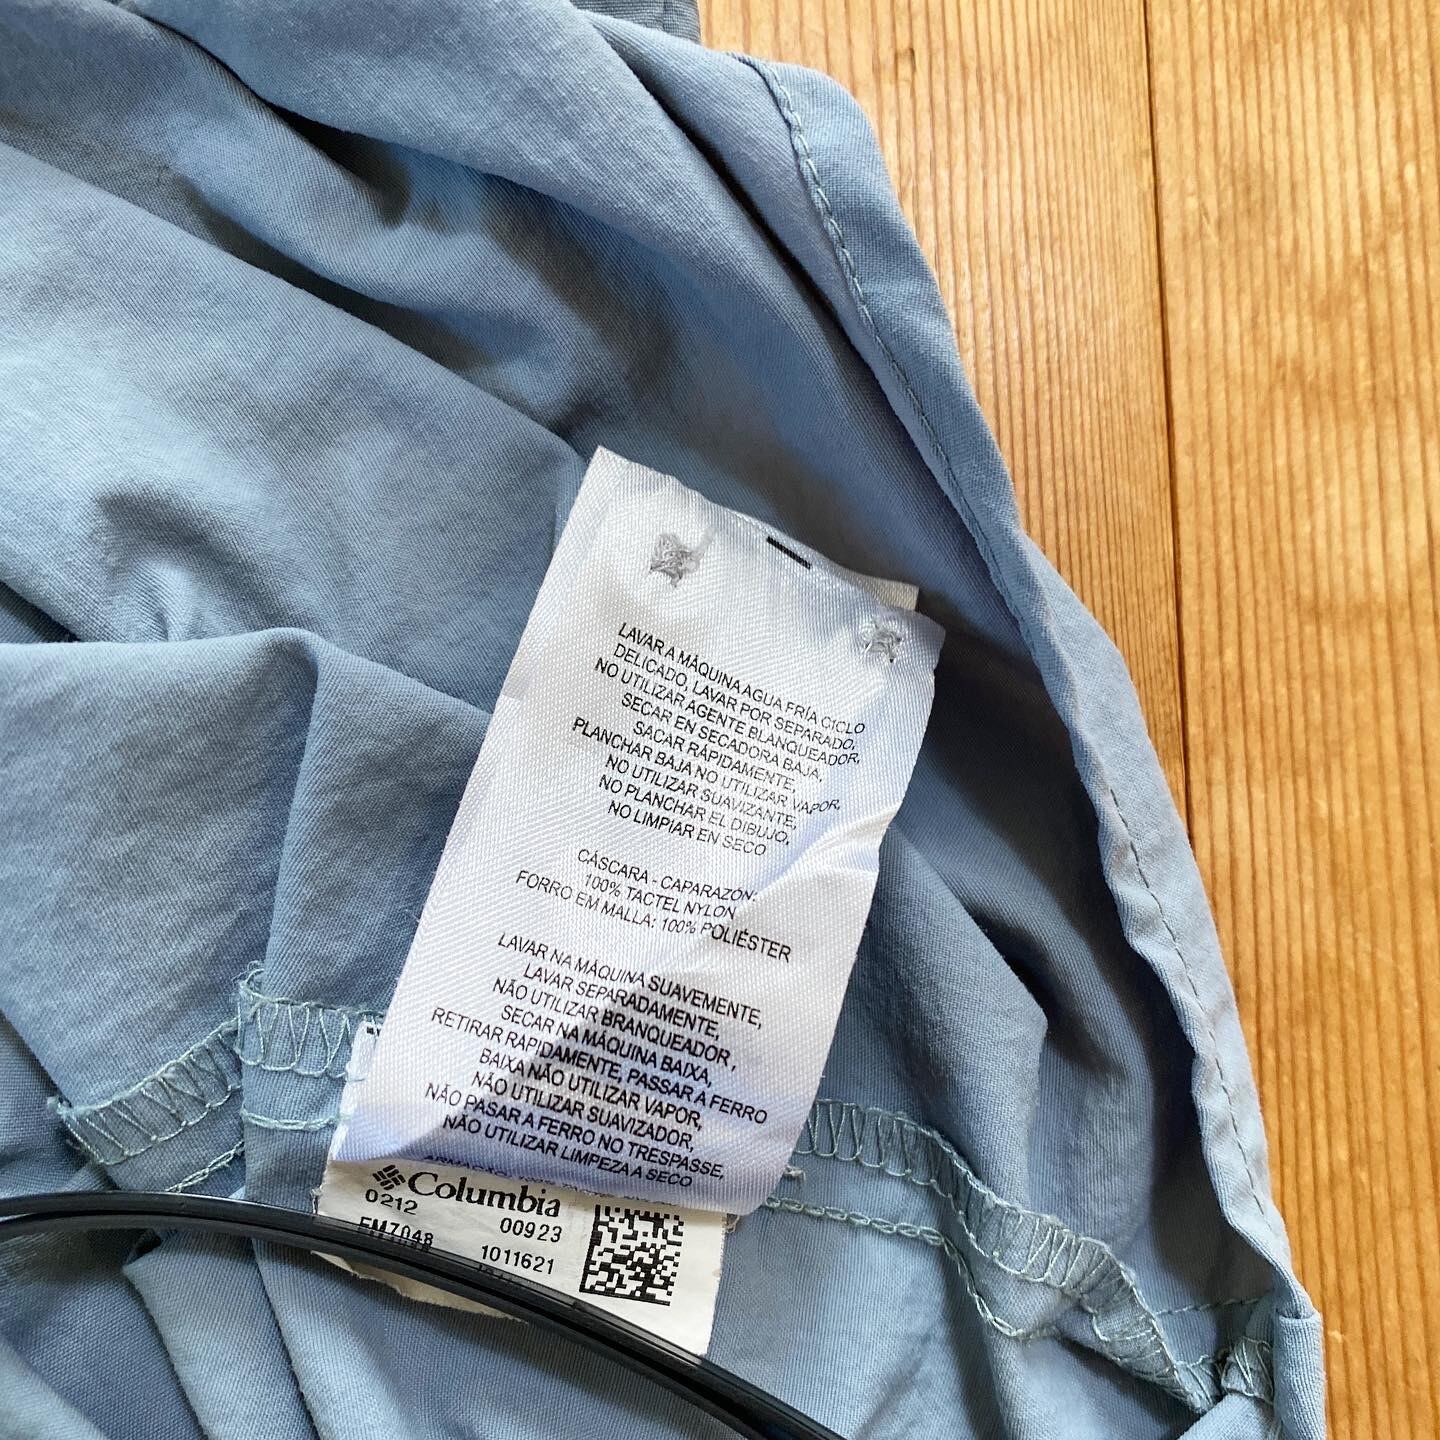 LAVAR A MÁQUINA AGUA FRÍA CICLO
DELICADO, LAVAR POR SEPARADO,
NO UTILIZAR AGENTE BLANQUEADOR,
SECAR EN SECADORA BAJA,
SACAR RÁPIDAMENTE,
PLANCHAR BAJA NO UTILIZAR VAPOR,
NO UTILIZAR SUAVIZANTE,
NO PLANCHAR EL DIBUJO,
NO LIMPIAR EN SECO
CÁSCARA - CAPARAZÓN:
100% TACTEL NYLON
FORRO EM MALLA: 100% POLIÉSTER
LAVAR NA MÁQUINA SUAVEMENTE,
LAVAR SEPARADAMENTE,
NÃO UTILIZAR BRANQUEADOR,
SECAR NA MÁQUINA BAIXA,
RETIRAR RAPIDAMENTE, PASSAR A FERRO
BAIXA NÃO UTILIZAR VAPOR,
NÃO UTILIZAR SUAVIZADOR,
NÃO PASAR A FERRO NO TRESPASSE,
NÃO UTILIZAR LIMPEZA A SECO
Columbia
0212 00923
FM7048 1011621